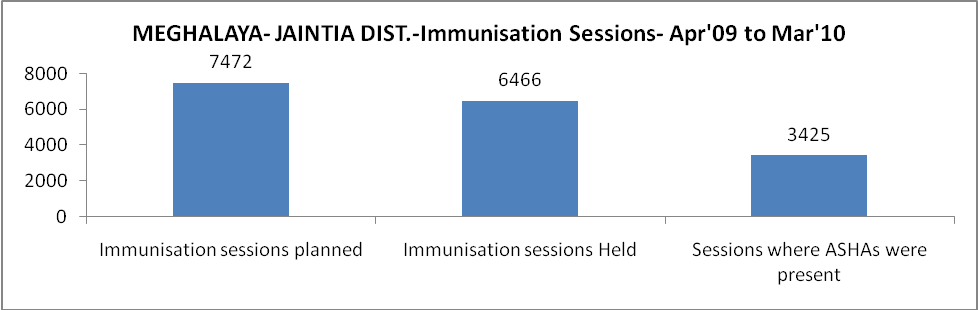 MEGHALAYA- JAINTIA DIST.-Immunisation Sessions- Apr'09 to Mar'10
7472
6466
3425
8000
6000
4000
2000
0
Immunisation sessions planned
Immunisation sessions Held
Sessions where ASHAs were
present